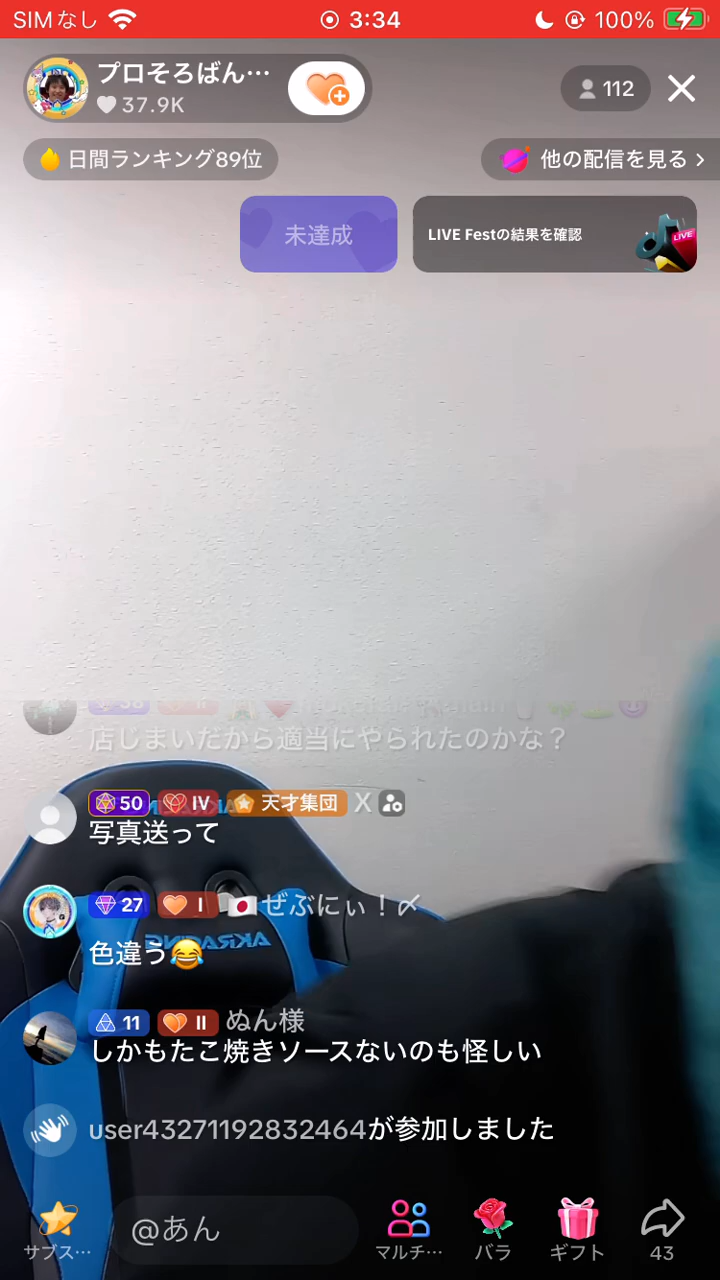 SIMなし 3:34 100%
プロそろばん…
37.9K
112
日間ランキング89位
他の配信を見る
未達成
LIVE Festの結果を確認
LIVE
店じまいだから適当にやられたのかな？
50 IV 天才集団 X
写真送って
27 I ぜぶにぃ！〆
色違う😂
AKRACING
11 II ぬん様
しかもたこ焼きソースないのも怪しい
user43271192832464が参加しました
@あん
サブス… マルチ… バラ ギフト 43